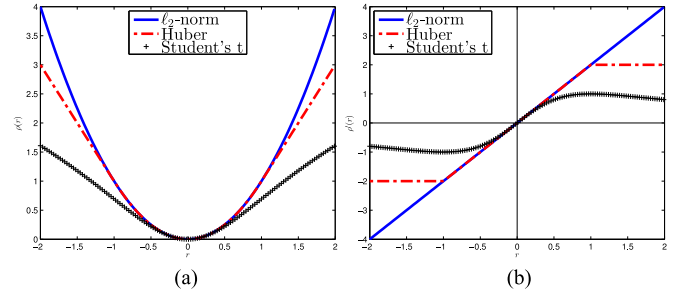 ℓ₂-norm
Huber
Student's t
4
3.5
3
2.5
2
1.5
1
0.5
0
ρ(r)
−2 −1.5 −1 −0.5 0 0.5 1 1.5 2
r
(a)
ℓ₂-norm
Huber
Student's t
4
3
2
1
0
−1
−2
−3
−4
ρ′(r)
−2 −1.5 −1 −0.5 0 0.5 1 1.5 2
r
(b)